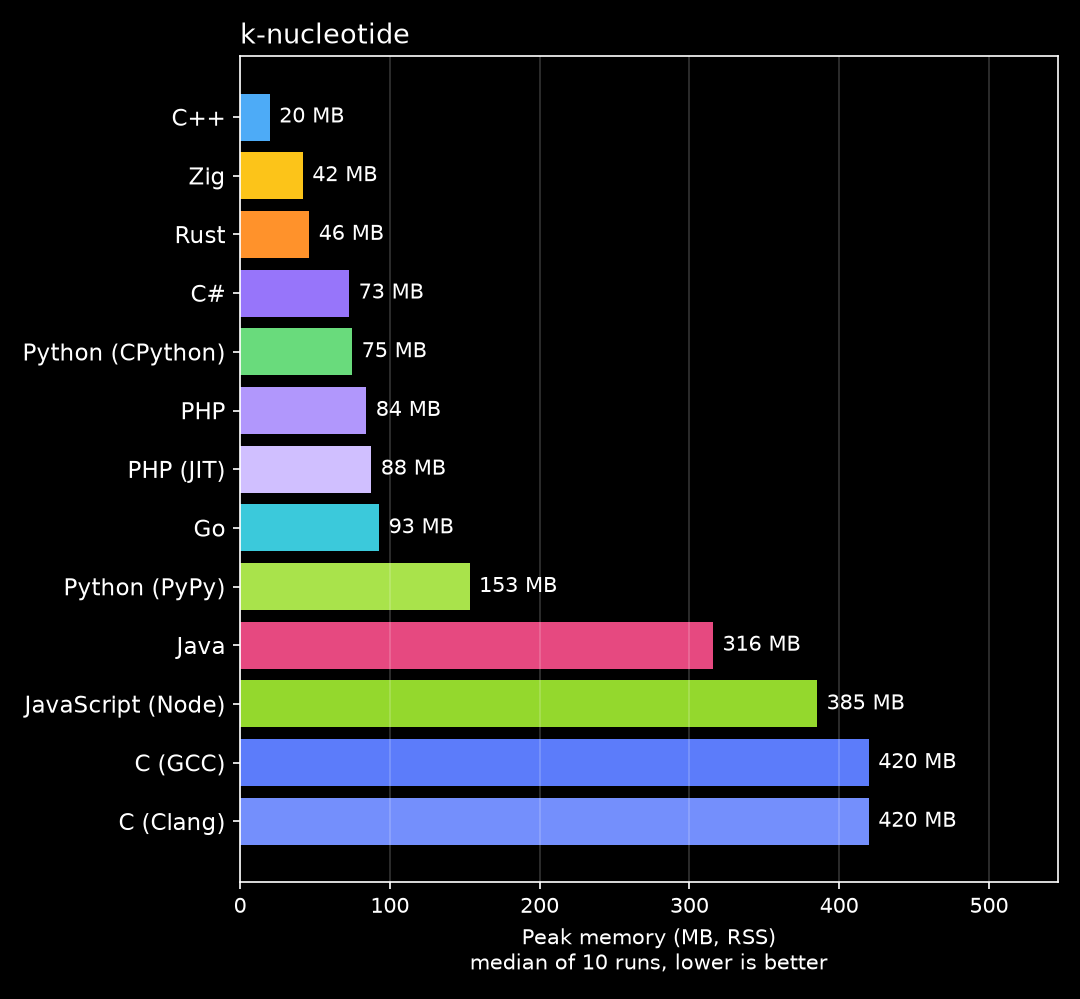 k-nucleotide
C++ 20 MB
Zig 42 MB
Rust 46 MB
C# 73 MB
Python (CPython) 75 MB
PHP 84 MB
PHP (JIT) 88 MB
Go 93 MB
Python (PyPy) 153 MB
Java 316 MB
JavaScript (Node) 385 MB
C (GCC) 420 MB
C (Clang) 420 MB
0 100 200 300 400 500
Peak memory (MB, RSS)
median of 10 runs, lower is better